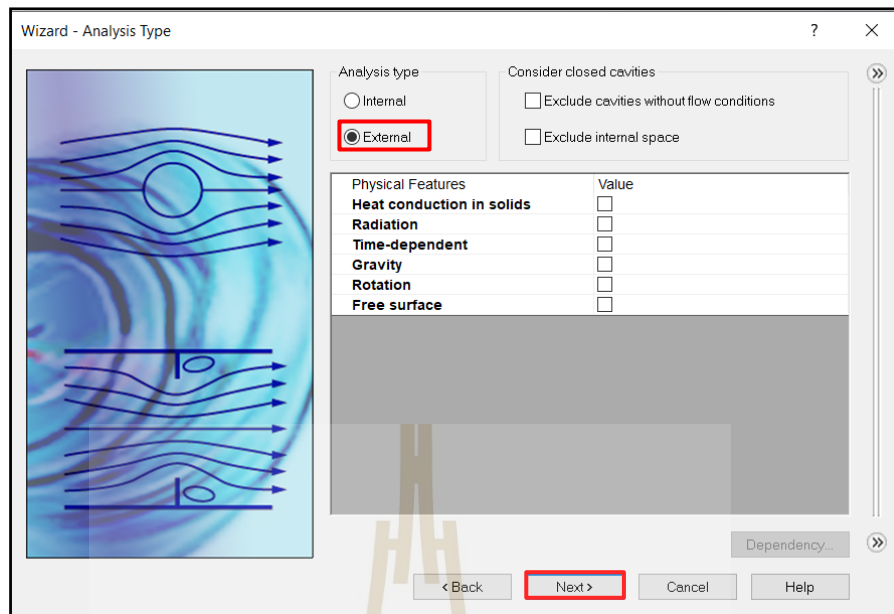 Wizard - Analysis Type
?
Analysis type
Consider closed cavities
Internal
Exclude cavities without flow conditions
External
Exclude internal space
Physical Features Value
Heat conduction in solids
Radiation
Time-dependent
Gravity
Rotation
Free surface
Dependency...
< Back Next > Cancel Help